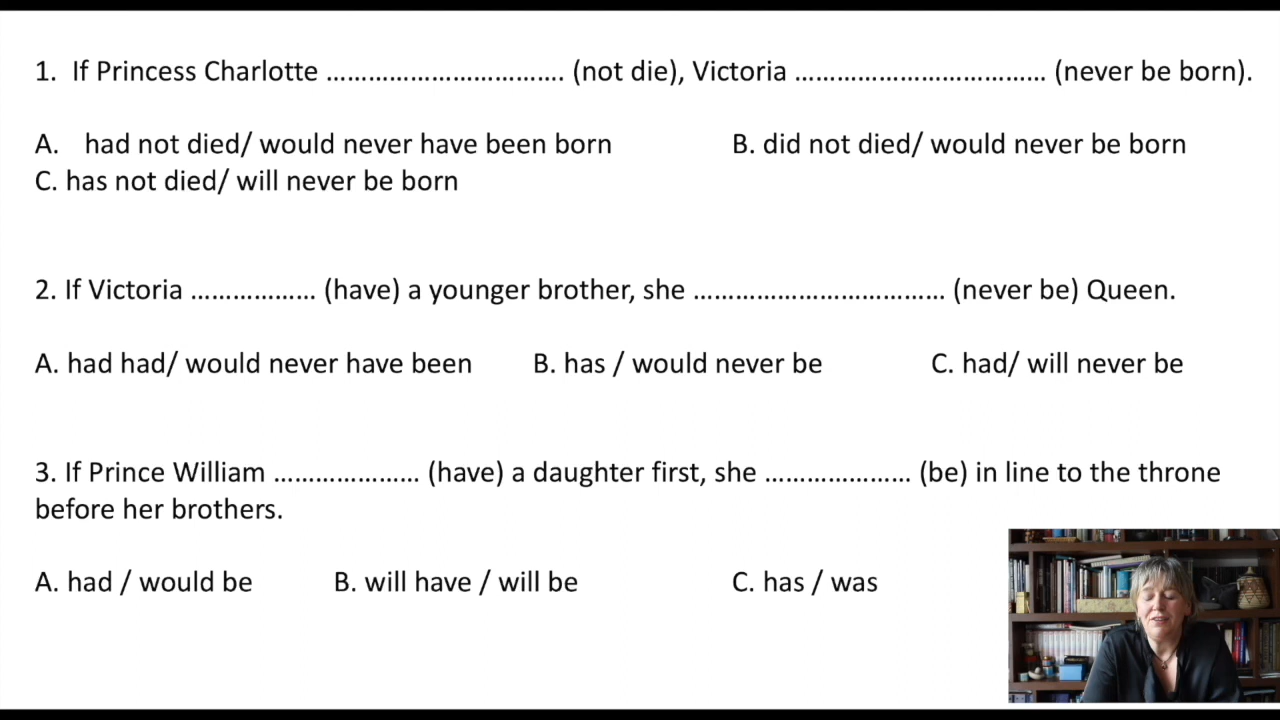 1. If Princess Charlotte ……………………………. (not die), Victoria ……………………………… (never be born).
A. had not died/ would never have been born B. did not died/ would never be born
C. has not died/ will never be born
2. If Victoria ……………… (have) a younger brother, she ……………………………… (never be) Queen.
A. had had/ would never have been B. has / would never be C. had/ will never be
3. If Prince William ………………… (have) a daughter first, she ………………… (be) in line to the throne
before her brothers.
A. had / would be B. will have / will be C. has / was